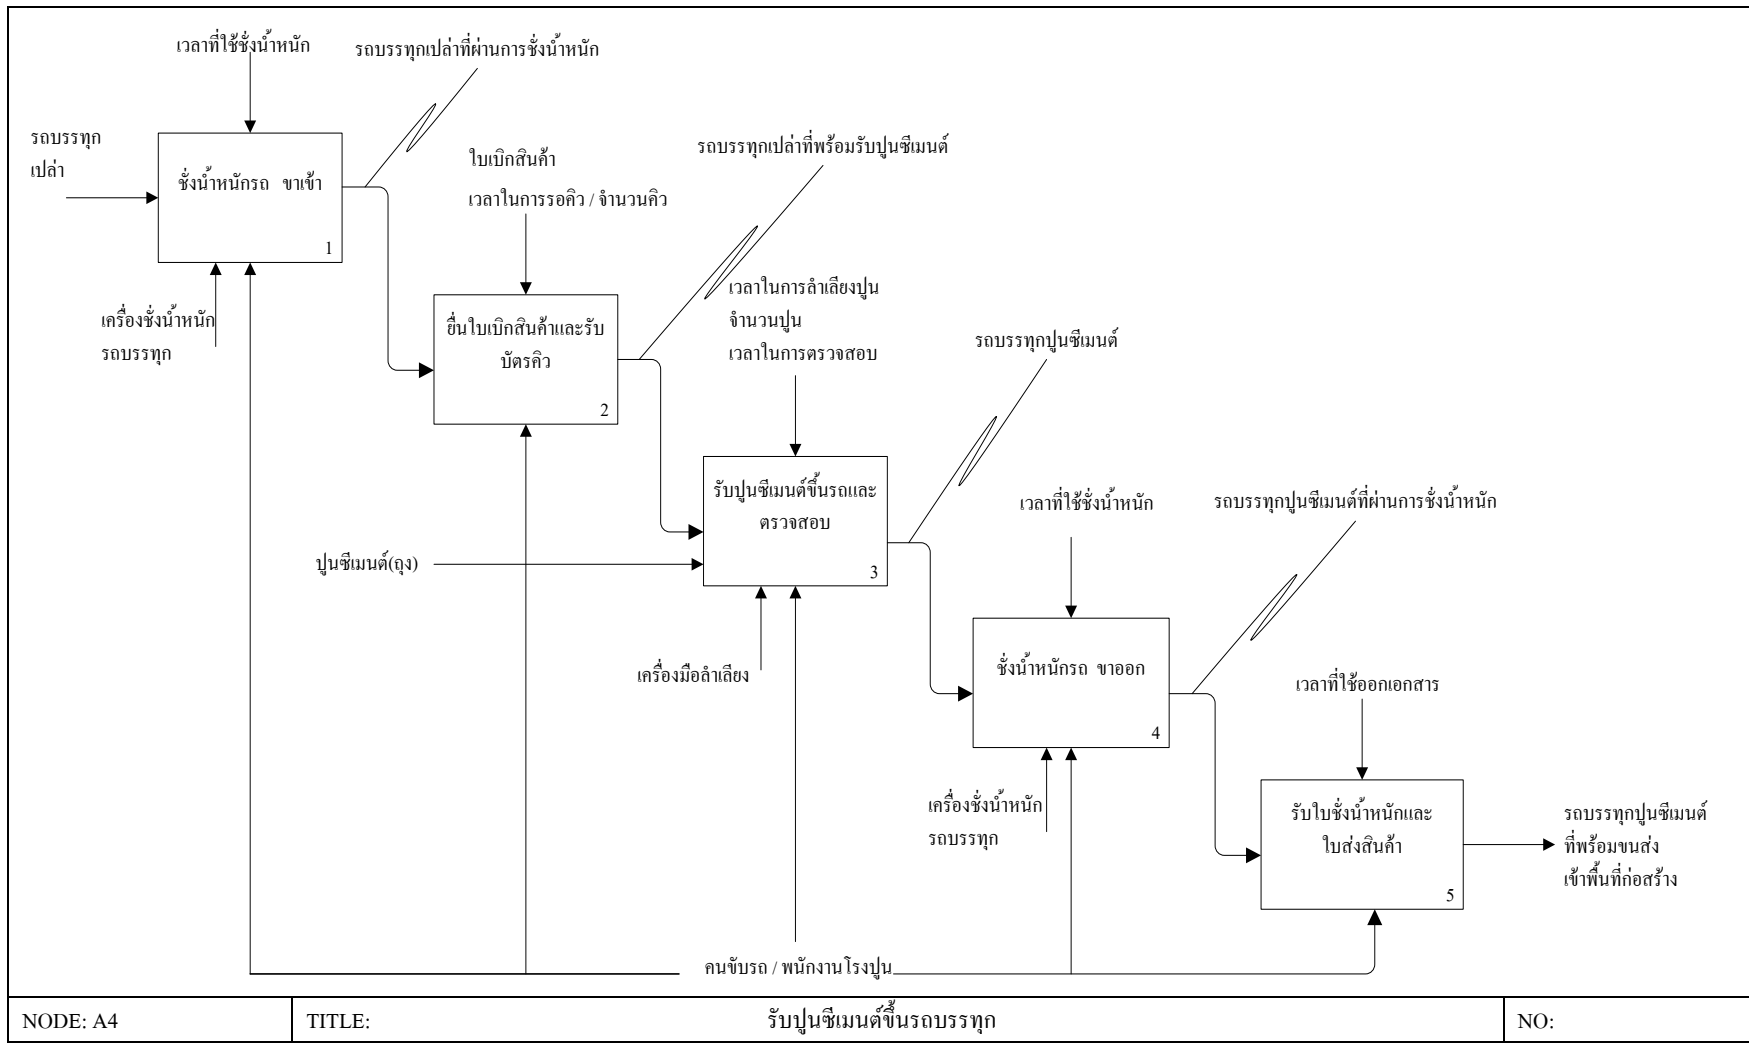 เวลาที่ใช้ชั่งน้ำหนัก
รถบรรทุกเปล่าที่ผ่านการชั่งน้ำหนัก
รถบรรทุก
เปล่า
ชั่งน้ำหนักรถ ขาเข้า
1
เครื่องชั่งน้ำหนัก
รถบรรทุก
ใบเบิกสินค้า
เวลาในการรอคิว / จำนวนคิว
รถบรรทุกเปล่าที่พร้อมรับปูนซีเมนต์
ยื่นใบเบิกสินค้าและรับ
บัตรคิว
2
เวลาในการลำเลียงปูน
จำนวนปูน
เวลาในการตรวจสอบ
รถบรรทุกปูนซีเมนต์
รับปูนซีเมนต์ขึ้นรถและ
ตรวจสอบ
3
ปูนซีเมนต์(ถุง)
เครื่องมือลำเลียง
เวลาที่ใช้ชั่งน้ำหนัก
รถบรรทุกปูนซีเมนต์ที่ผ่านการชั่งน้ำหนัก
ชั่งน้ำหนักรถ ขาออก
4
เครื่องชั่งน้ำหนัก
รถบรรทุก
เวลาที่ใช้ออกเอกสาร
รับใบชั่งน้ำหนักและ
ใบส่งสินค้า
5
รถบรรทุกปูนซีเมนต์
ที่พร้อมขนส่ง
เข้าพื้นที่ก่อสร้าง
คนขับรถ / พนักงานโรงปูน
NODE: A4
TITLE:
รับปูนซีเมนต์ขึ้นรถบรรทุก
NO: